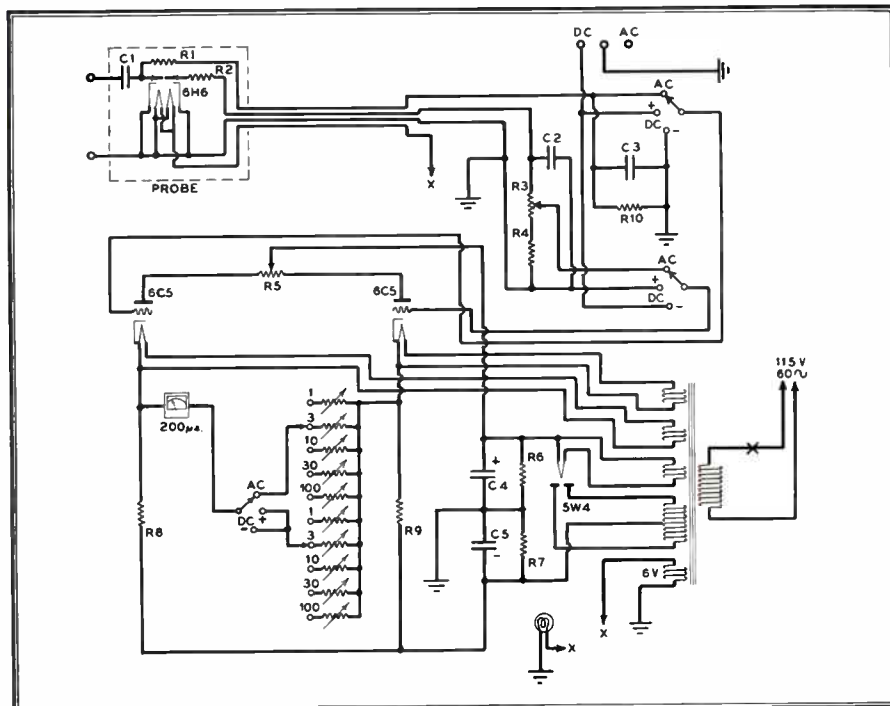 DC AC
C1
R1
R2
6H6
PROBE
X
AC
+
DC
-
C2
C3
R3
R4
R10
AC
+
DC
-
6C5
R5
6C5
115V
60~
1
3
10
30
100
1
3
10
30
100
200μa.
AC
DC +
-
R8
R9
+
C4
C5
-
R6
R7
5W4
6V
X
X